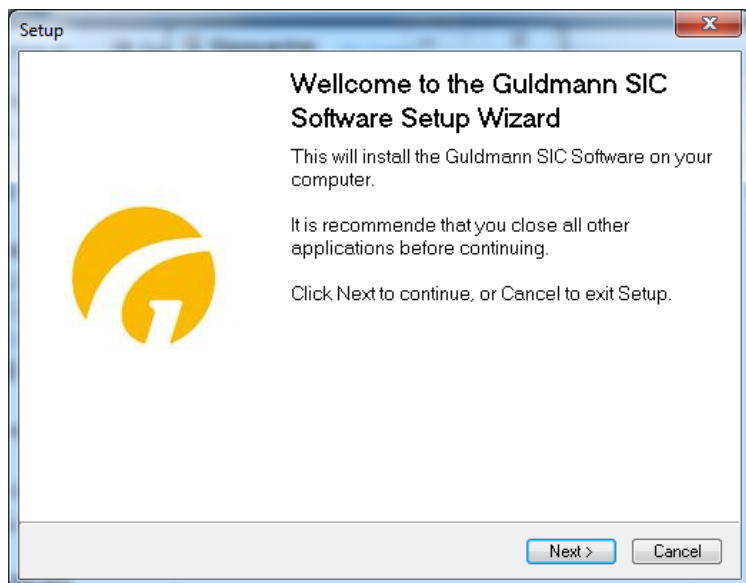 Setup
Wellcome to the Guldmann SIC
Software Setup Wizard
This will install the Guldmann SIC Software on your
computer.
It is recommende that you close all other
applications before continuing.
Click Next to continue, or Cancel to exit Setup.
Next >
Cancel